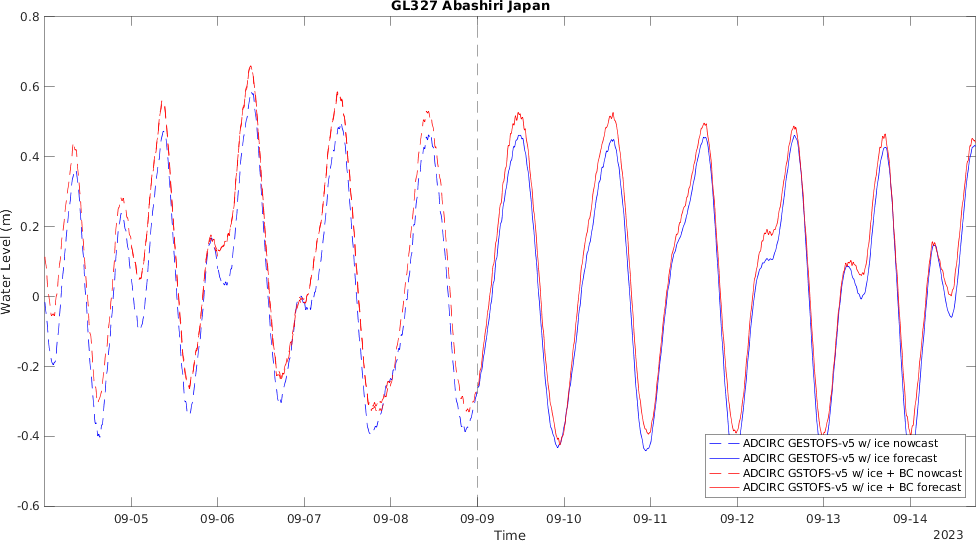 GL327 Abashiri Japan
0.8
0.6
0.4
0.2
0
-0.2
-0.4
-0.6
Water Level (m)
ADCIRC GESTOFS-v5 w/ ice nowcast
ADCIRC GESTOFS-v5 w/ ice forecast
ADCIRC GSTOFS-v5 w/ ice + BC nowcast
ADCIRC GSTOFS-v5 w/ ice + BC forecast
09-05 09-06 09-07 09-08 09-09 09-10 09-11 09-12 09-13 09-14
Time
2023